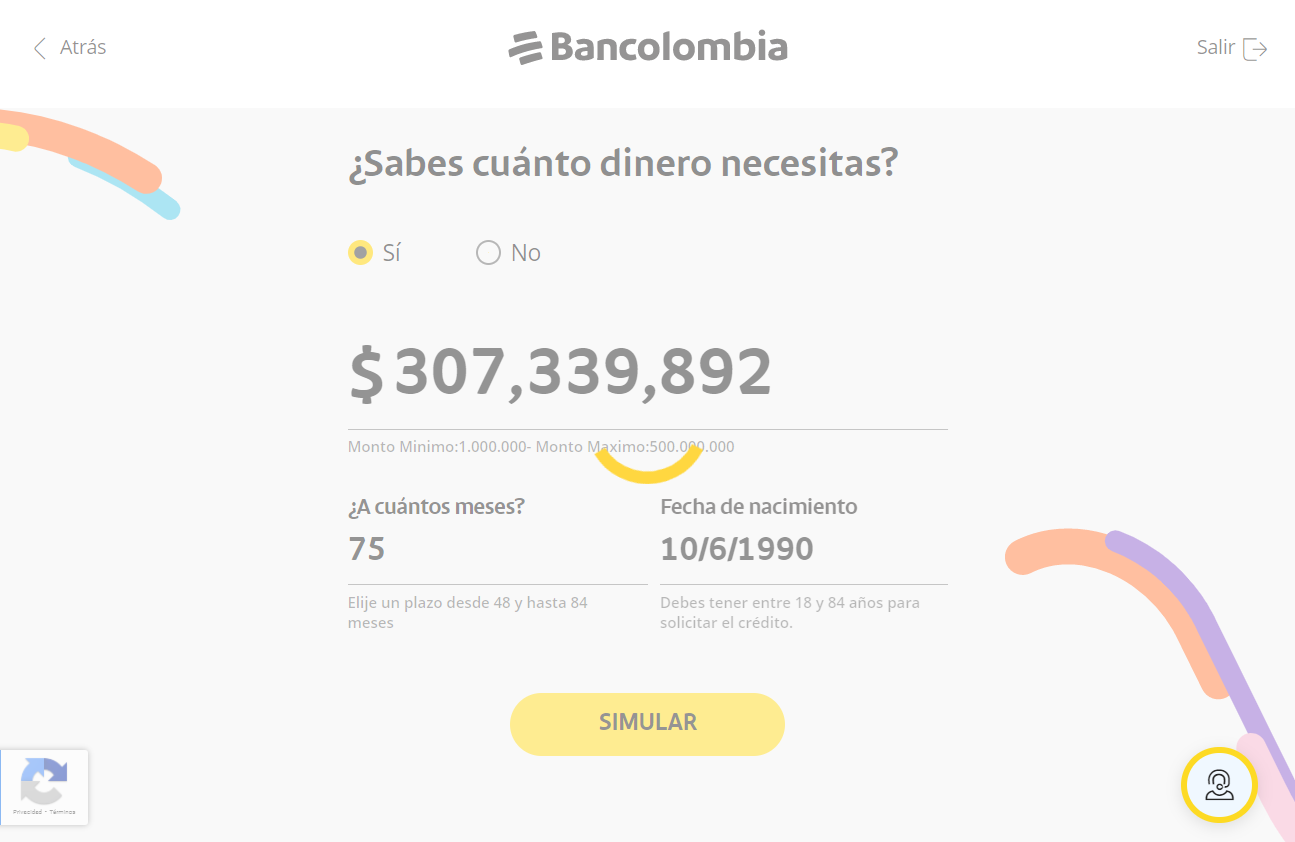 Atrás
Bancolombia
Salir
¿Sabes cuánto dinero necesitas?
Sí
No
$ 307,339,892
Monto Minimo:1.000.000- Monto Maximo:500.000.000
¿A cuántos meses?
Fecha de nacimiento
75
10/6/1990
Elije un plazo desde 48 y hasta 84
meses
Debes tener entre 18 y 84 años para
solicitar el crédito.
SIMULAR
Privacidad - Términos